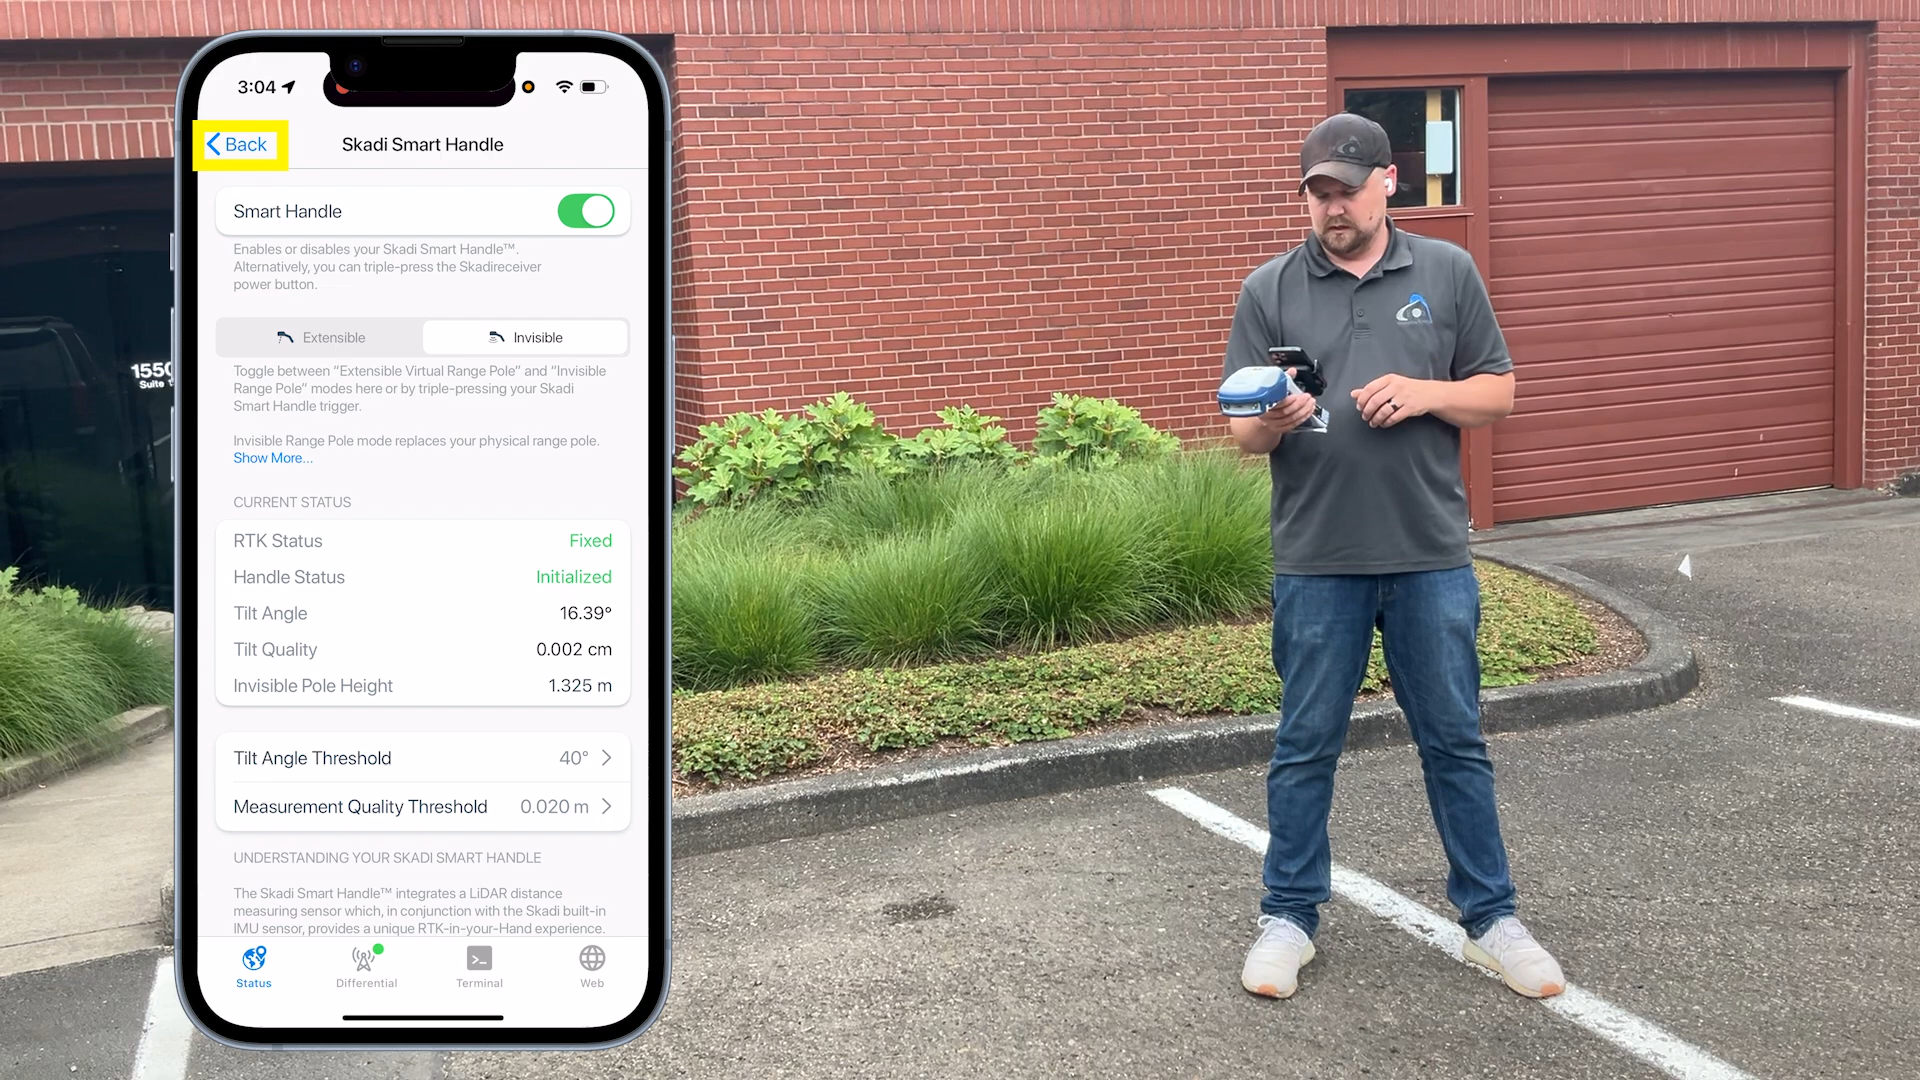 3:04
Back
Skadi Smart Handle
Smart Handle
Enables or disables your Skadi Smart Handle™.
Alternatively, you can triple-press the Skadireceiver
power button.
Extensible
Invisible
Toggle between “Extensible Virtual Range Pole” and “Invisible
Range Pole” modes here or by triple-pressing your Skadi
Smart Handle trigger.
Invisible Range Pole mode replaces your physical range pole.
Show More...
CURRENT STATUS
RTK Status Fixed
Handle Status Initialized
Tilt Angle 16.39°
Tilt Quality 0.002 cm
Invisible Pole Height 1.325 m
Tilt Angle Threshold 40°
Measurement Quality Threshold 0.020 m
UNDERSTANDING YOUR SKADI SMART HANDLE
The Skadi Smart Handle™ integrates a LiDAR distance
measuring sensor which, in conjunction with the Skadi built-in
IMU sensor, provides a unique RTK-in-your-Hand experience.
Status
Differential
Terminal
Web
Suite